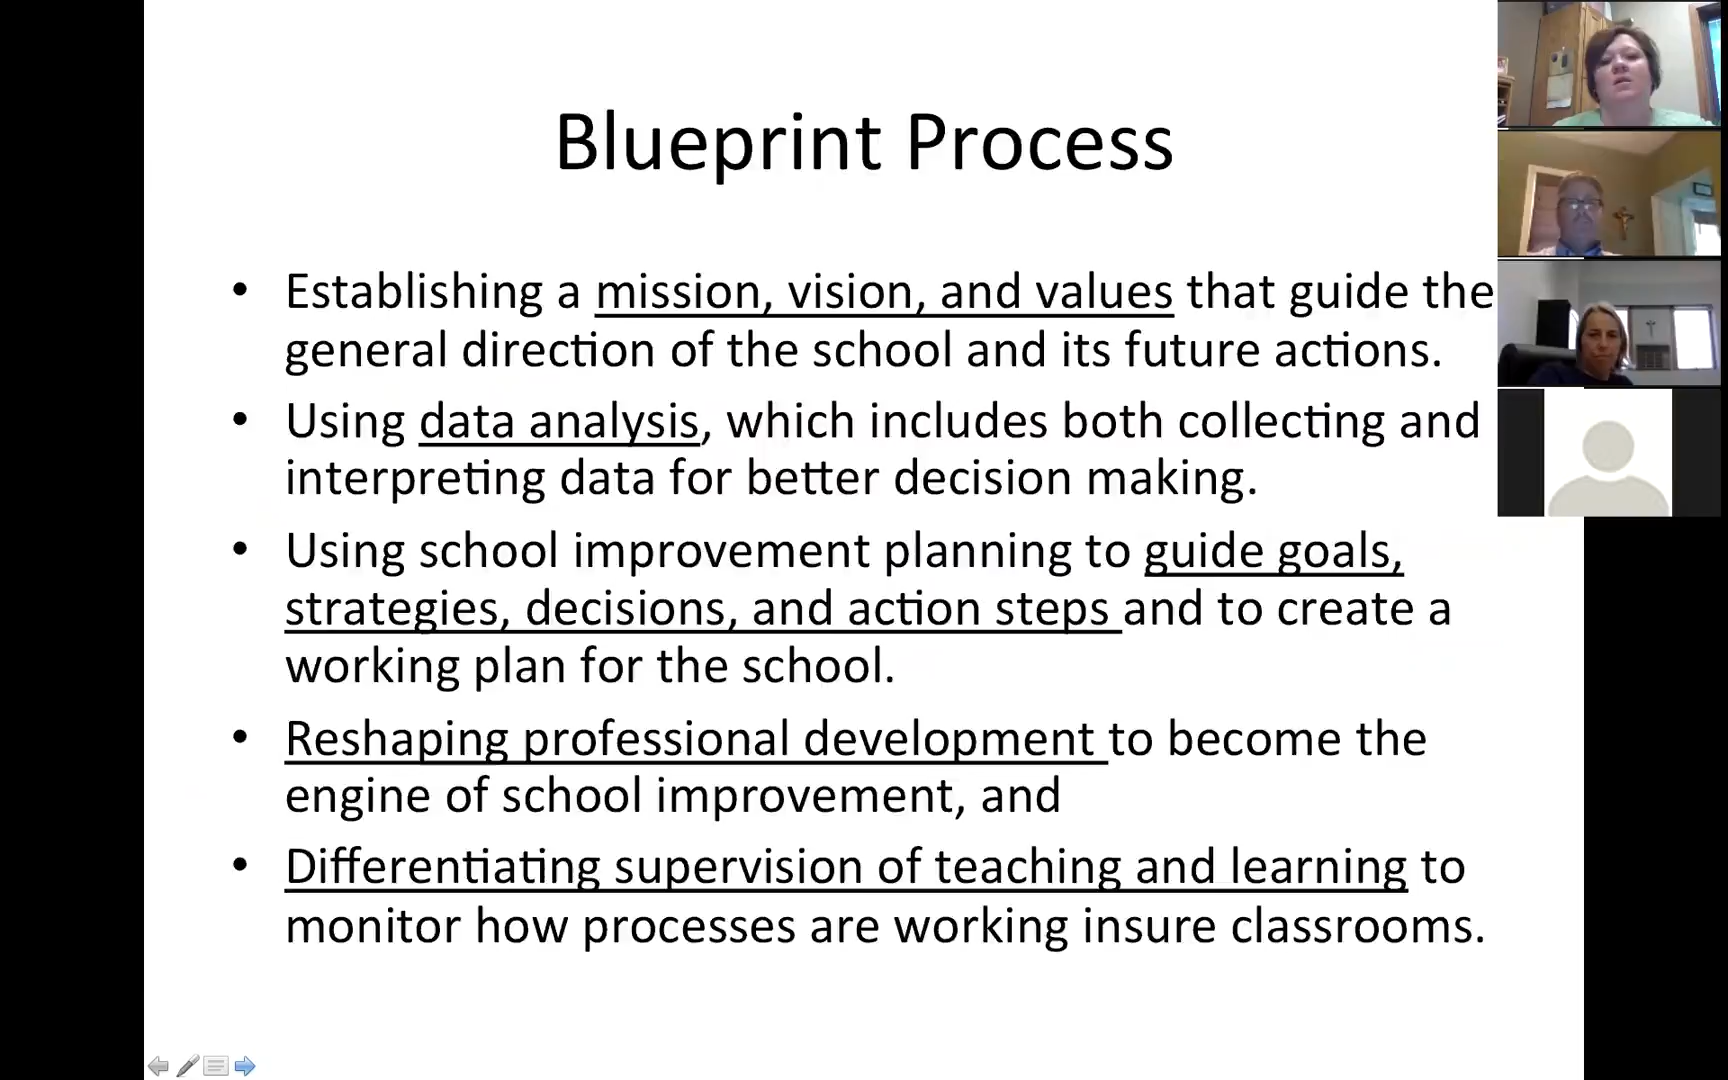 Blueprint Process
• Establishing a mission, vision, and values that guide the
general direction of the school and its future actions.
• Using data analysis, which includes both collecting and
interpreting data for better decision making.
• Using school improvement planning to guide goals,
strategies, decisions, and action steps and to create a
working plan for the school.
• Reshaping professional development to become the
engine of school improvement, and
• Differentiating supervision of teaching and learning to
monitor how processes are working insure classrooms.